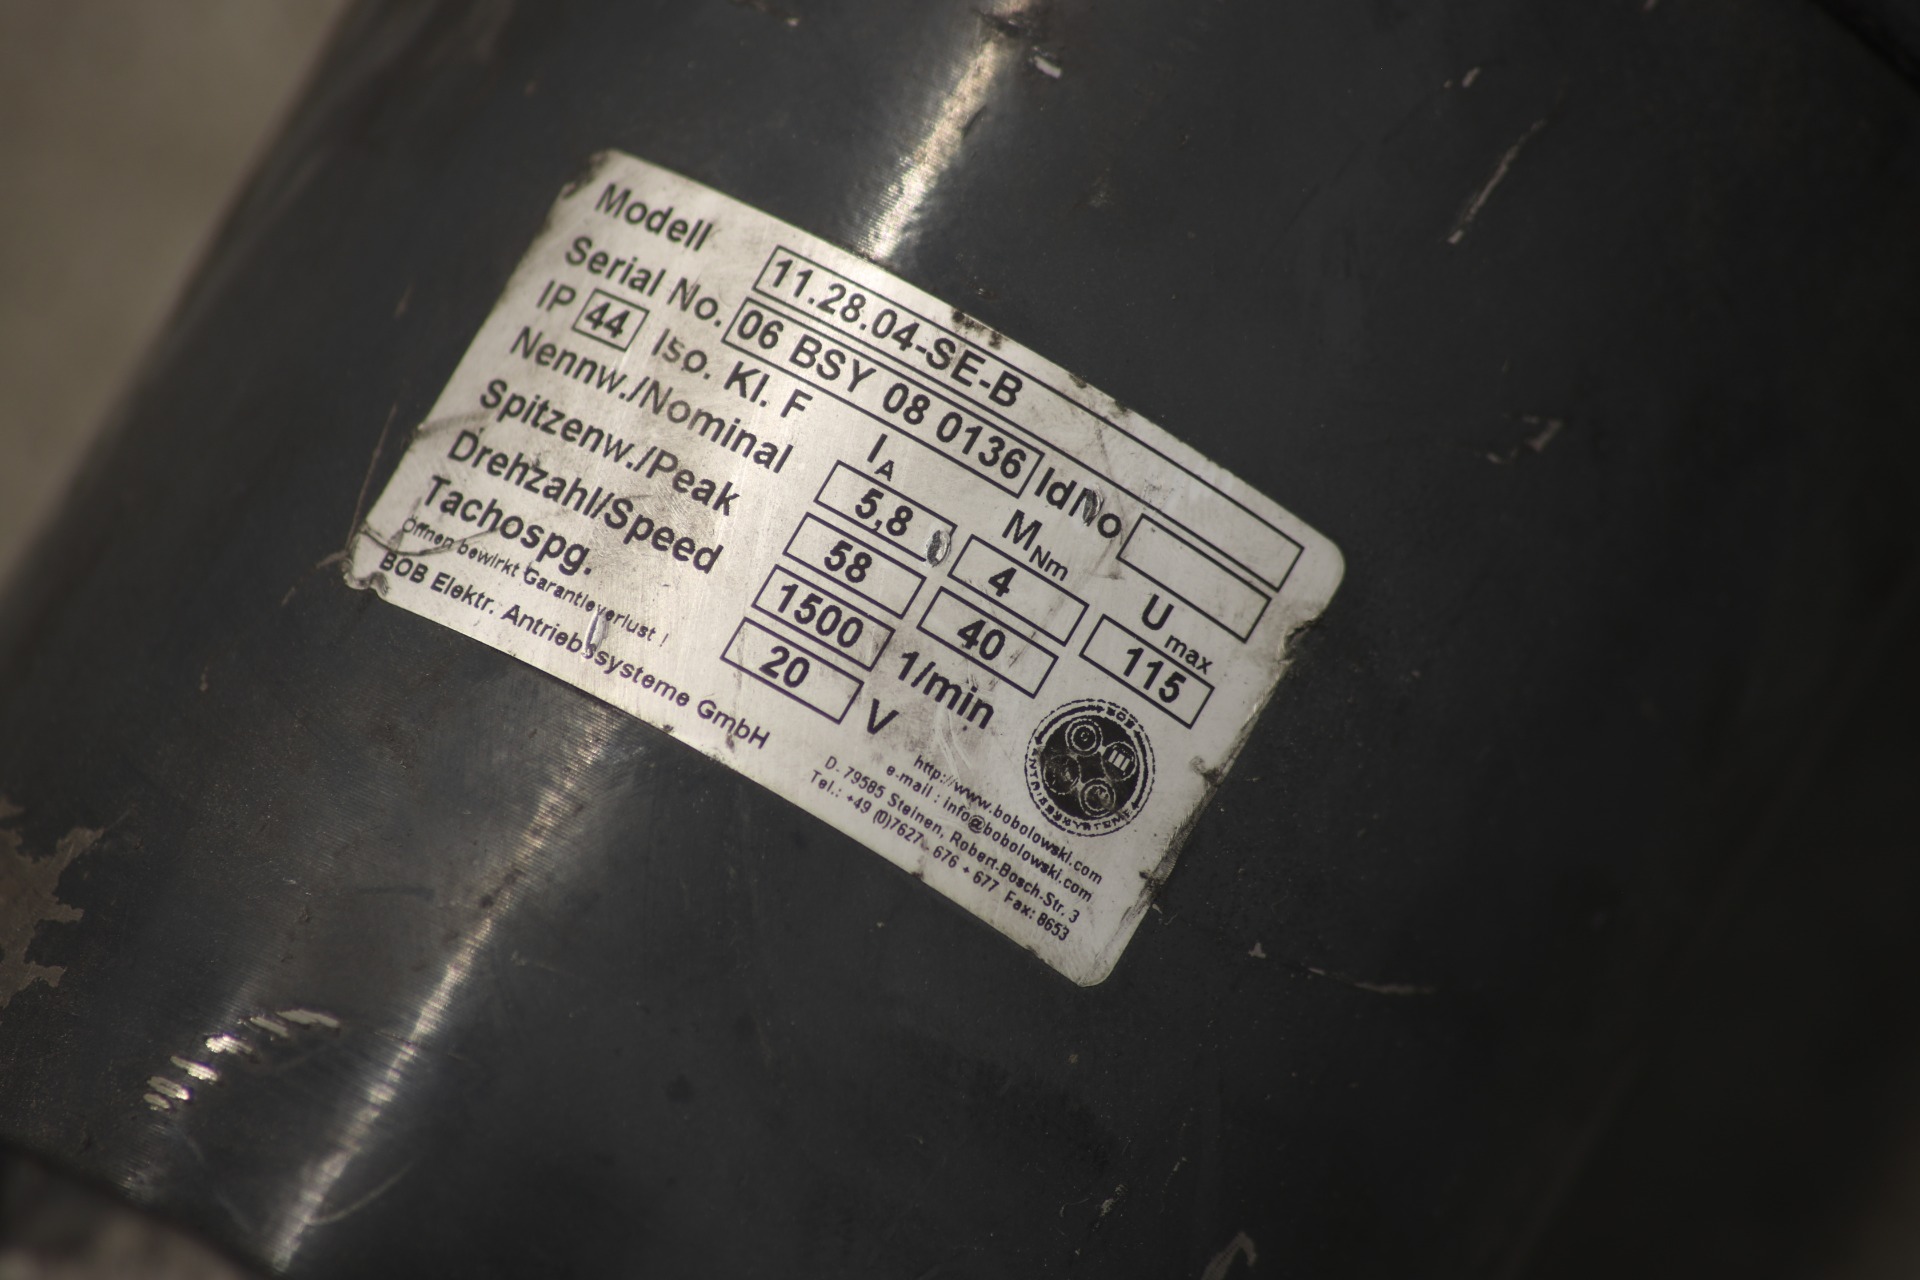 Modell 11.28.04-SE-B
Serial No. 06 BSY 08 0136 IdNo
IP 44 Iso. Kl. F
I A M Nm U max
Nennw./Nominal 5,8 4 115
Spitzenw./Peak 58 40
Drehzahl/Speed 1500 1/min
Tachospg. 20 V
Öffnen bewirkt Garantieverlust !
BOB Elektr. Antriebssysteme GmbH
BOB
ANTRIEBSSYSTEME
http://www.bobolowski.com
e-mail : info@bobolowski.com
D- 79585 Steinen, Robert-Bosch-Str. 3
Tel.: +49 (0)7627- 676 + 677 Fax: 8653